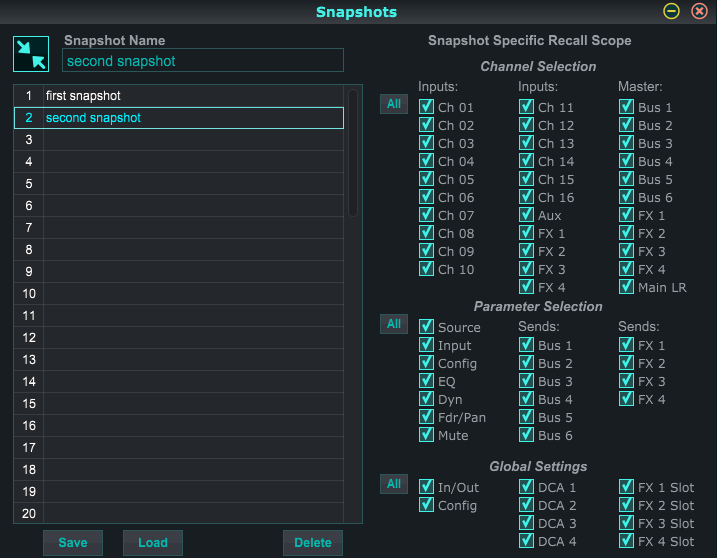 Snapshots
Snapshot Name
second snapshot
1 first snapshot
2 second snapshot
3
4
5
6
7
8
9
10
11
12
13
14
15
16
17
18
19
20
Save Load Delete
Snapshot Specific Recall Scope
Channel Selection
All
Inputs: Inputs: Master:
Ch 01 Ch 11 Bus 1
Ch 02 Ch 12 Bus 2
Ch 03 Ch 13 Bus 3
Ch 04 Ch 14 Bus 4
Ch 05 Ch 15 Bus 5
Ch 06 Ch 16 Bus 6
Ch 07 Aux FX 1
Ch 08 FX 1 FX 2
Ch 09 FX 2 FX 3
Ch 10 FX 3 FX 4
FX 4 Main LR
Parameter Selection
All
Source Sends: Sends:
Input Bus 1 FX 1
Config Bus 2 FX 2
EQ Bus 3 FX 3
Dyn Bus 4 FX 4
Fdr/Pan Bus 5
Mute Bus 6
Global Settings
All
In/Out DCA 1 FX 1 Slot
Config DCA 2 FX 2 Slot
DCA 3 FX 3 Slot
DCA 4 FX 4 Slot